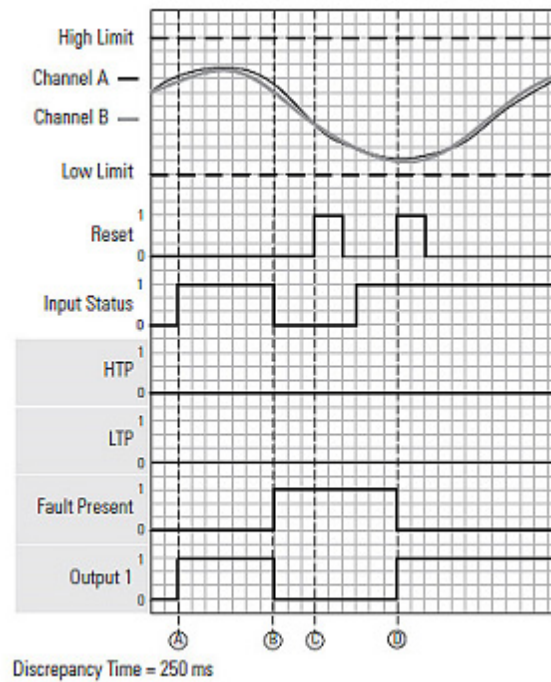 High Limit
Channel A
Channel B
Low Limit
Reset 1 0
Input Status 1 0
HTP 1 0
LTP 1 0
Fault Present 1 0
Output 1 1 0
A B C D
Discrepancy Time = 250 ms